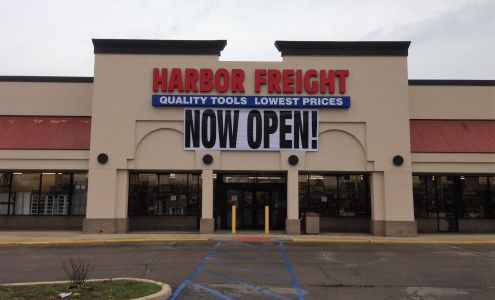 HARBOR FREIGHT
QUALITY TOOLS LOWEST PRICES
NOW OPEN!